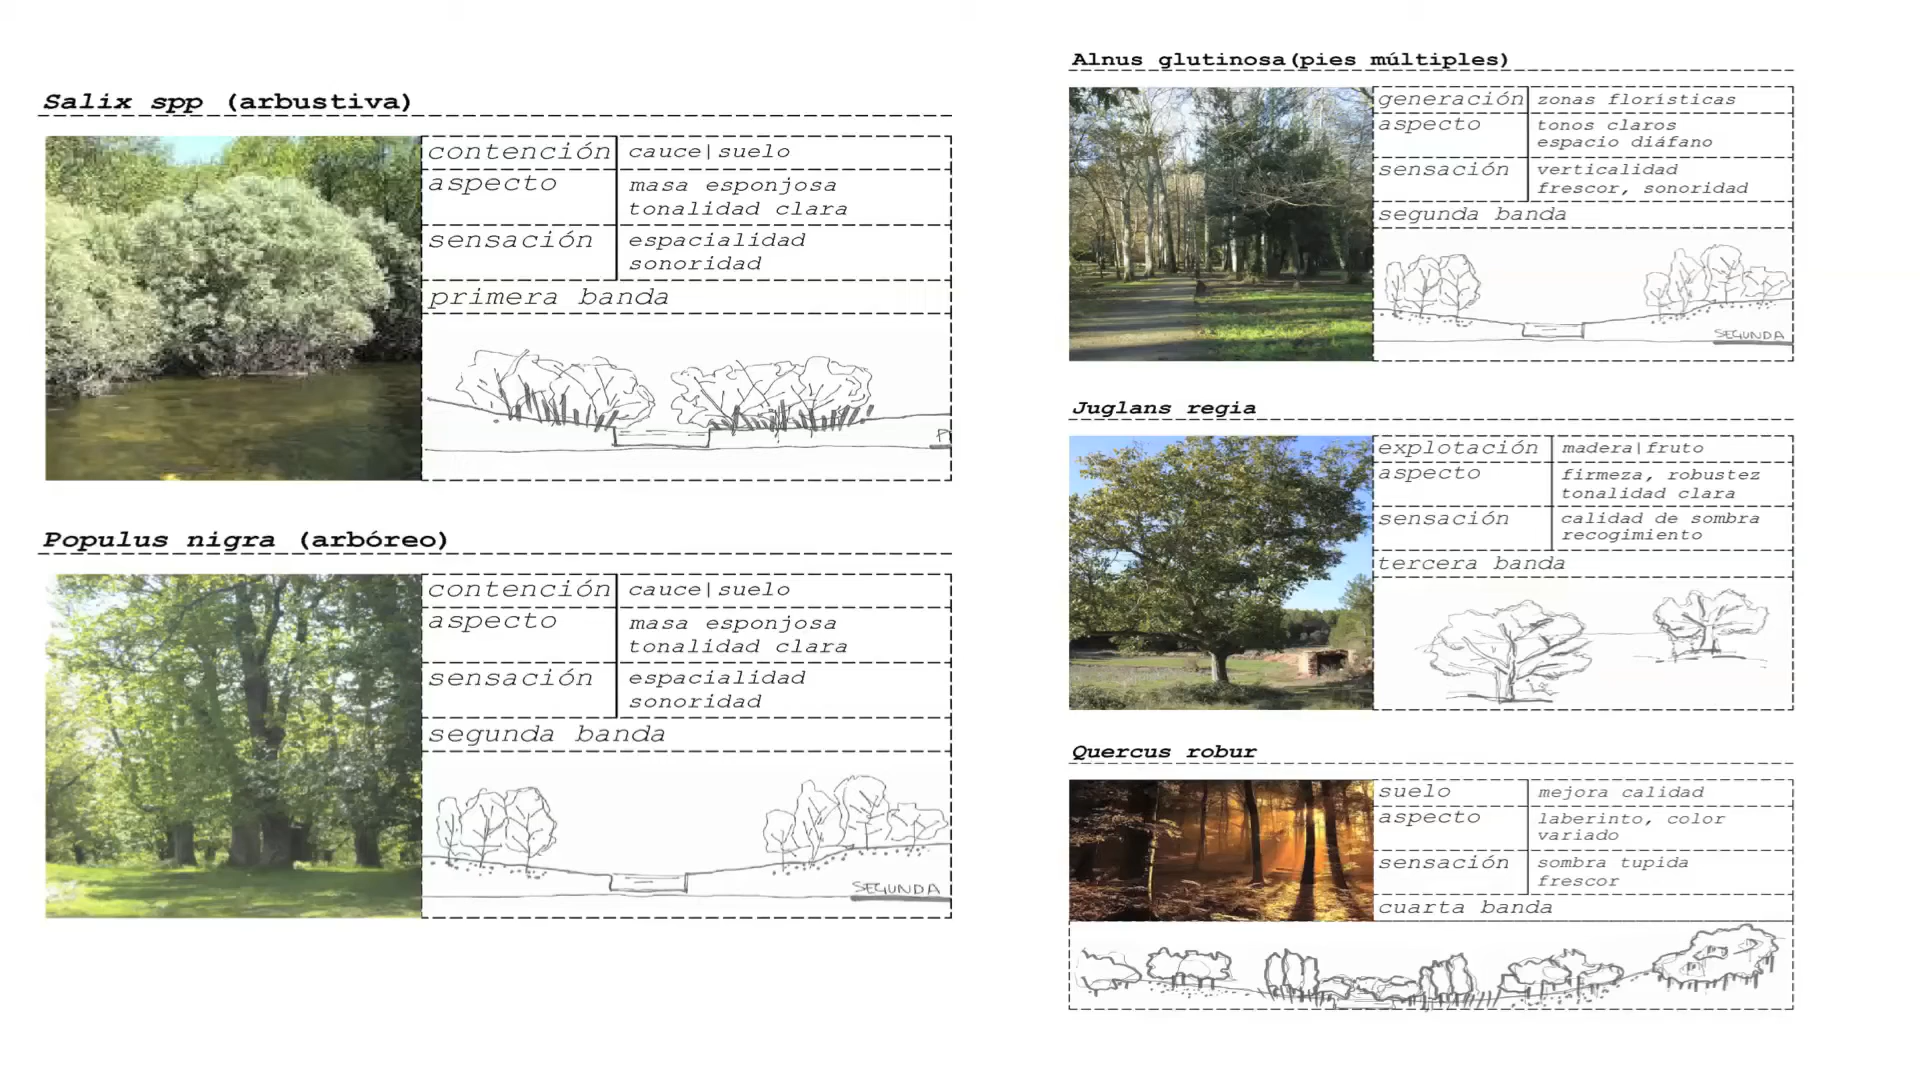 Salix spp (arbustiva)
contención cauce|suelo
aspecto masa esponjosa
tonalidad clara
sensación espacialidad
sonoridad
primera banda
Populus nigra (arbóreo)
contención cauce|suelo
aspecto masa esponjosa
tonalidad clara
sensación espacialidad
sonoridad
segunda banda
SEGUNDA
Alnus glutinosa(pies múltiples)
generación zonas florísticas
aspecto tonos claros
espacio diáfano
sensación verticalidad
frescor, sonoridad
segunda banda
SEGUNDA
Juglans regia
explotación madera|fruto
aspecto firmeza, robustez
tonalidad clara
sensación calidad de sombra
recogimiento
tercera banda
Quercus robur
suelo mejora calidad
aspecto laberinto, color
variado
sensación sombra tupida
frescor
cuarta banda